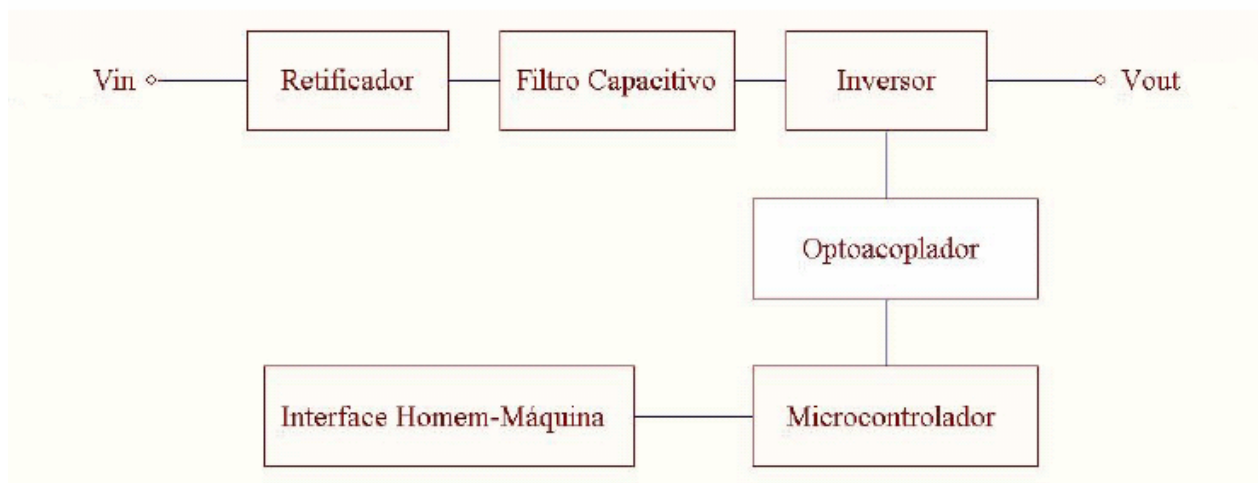 Vin
Retificador
Filtro Capacitivo
Inversor
Vout
Optoacoplador
Interface Homem-Máquina
Microcontrolador